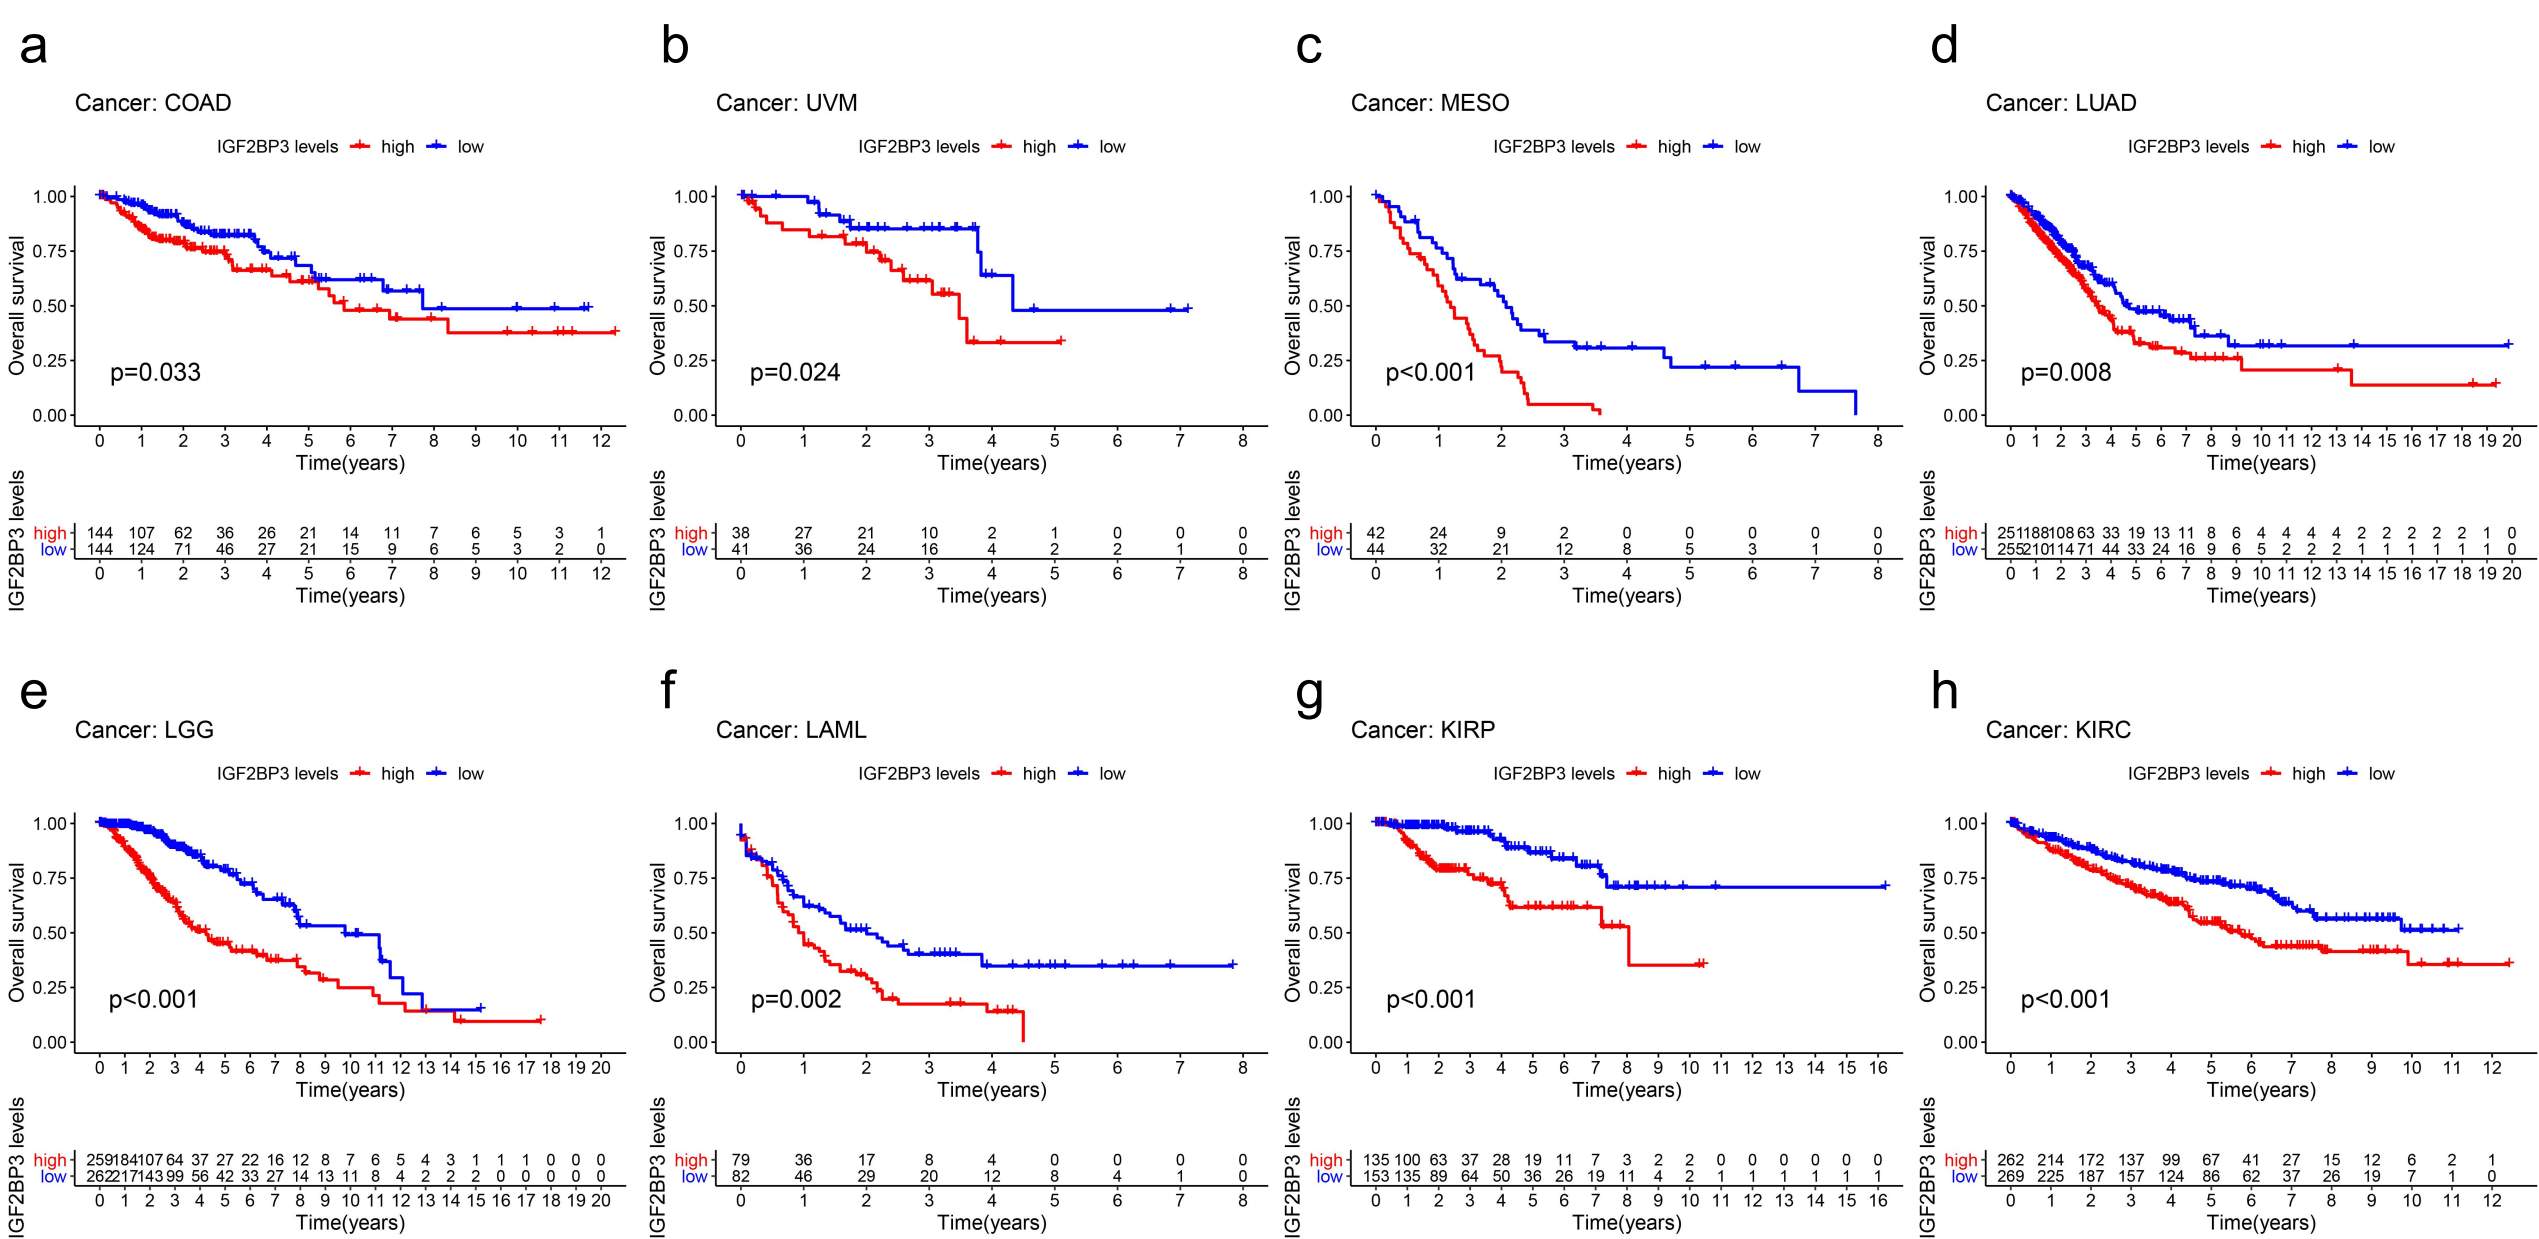 a
Cancer: COAD
IGF2BP3 levels high low
Overall survival
1.00
0.75
0.50
0.25
0.00
p=0.033
0 1 2 3 4 5 6 7 8 9 10 11 12
Time(years)
IGF2BP3 levels
high 144 107 62 36 26 21 14 11 7 6 5 3 1
low 144 124 71 46 27 21 15 9 6 5 3 2 0
0 1 2 3 4 5 6 7 8 9 10 11 12
Time(years)
b
Cancer: UVM
IGF2BP3 levels high low
Overall survival
1.00
0.75
0.50
0.25
0.00
p=0.024
0 1 2 3 4 5 6 7 8
Time(years)
IGF2BP3 levels
high 38 27 21 10 2 1 0 0 0
low 41 36 24 16 4 2 2 1 0
0 1 2 3 4 5 6 7 8
Time(years)
c
Cancer: MESO
IGF2BP3 levels high low
Overall survival
1.00
0.75
0.50
0.25
0.00
p<0.001
0 1 2 3 4 5 6 7 8
Time(years)
IGF2BP3 levels
high 42 24 9 2 0 0 0 0 0
low 44 32 21 12 8 5 3 1 0
0 1 2 3 4 5 6 7 8
Time(years)
d
Cancer: LUAD
IGF2BP3 levels high low
Overall survival
1.00
0.75
0.50
0.25
0.00
p=0.008
0 1 2 3 4 5 6 7 8 9 10 11 12 13 14 15 16 17 18 19 20
Time(years)
IGF2BP3 levels
high 251 188 108 63 33 19 13 11 8 6 4 4 4 4 2 2 2 2 2 1 0
low 255 210 114 71 44 33 24 16 9 6 5 2 2 2 1 1 1 1 1 1 0
0 1 2 3 4 5 6 7 8 9 10 11 12 13 14 15 16 17 18 19 20
Time(years)
e
Cancer: LGG
IGF2BP3 levels high low
Overall survival
1.00
0.75
0.50
0.25
0.00
p<0.001
0 1 2 3 4 5 6 7 8 9 10 11 12 13 14 15 16 17 18 19 20
Time(years)
IGF2BP3 levels
high 259 184 107 64 37 27 22 16 12 8 7 6 5 4 3 1 1 1 0 0 0
low 262 217 143 99 56 42 33 27 14 13 11 8 4 2 2 2 0 0 0 0 0
0 1 2 3 4 5 6 7 8 9 10 11 12 13 14 15 16 17 18 19 20
Time(years)
f
Cancer: LAML
IGF2BP3 levels high low
Overall survival
1.00
0.75
0.50
0.25
0.00
p=0.002
0 1 2 3 4 5 6 7 8
Time(years)
IGF2BP3 levels
high 79 36 17 8 4 0 0 0 0
low 82 46 29 20 12 8 4 1 0
0 1 2 3 4 5 6 7 8
Time(years)
g
Cancer: KIRP
IGF2BP3 levels high low
Overall survival
1.00
0.75
0.50
0.25
0.00
p<0.001
0 1 2 3 4 5 6 7 8 9 10 11 12 13 14 15 16
Time(years)
IGF2BP3 levels
high 135 100 63 37 28 19 11 7 3 2 2 0 0 0 0 0 0
low 153 135 89 64 50 36 26 19 11 4 2 1 1 1 1 1 1
0 1 2 3 4 5 6 7 8 9 10 11 12 13 14 15 16
Time(years)
h
Cancer: KIRC
IGF2BP3 levels high low
Overall survival
1.00
0.75
0.50
0.25
0.00
p<0.001
0 1 2 3 4 5 6 7 8 9 10 11 12
Time(years)
IGF2BP3 levels
high 262 214 172 137 99 67 41 27 15 12 6 2 1
low 269 225 187 157 124 86 62 37 26 19 7 1 0
0 1 2 3 4 5 6 7 8 9 10 11 12
Time(years)